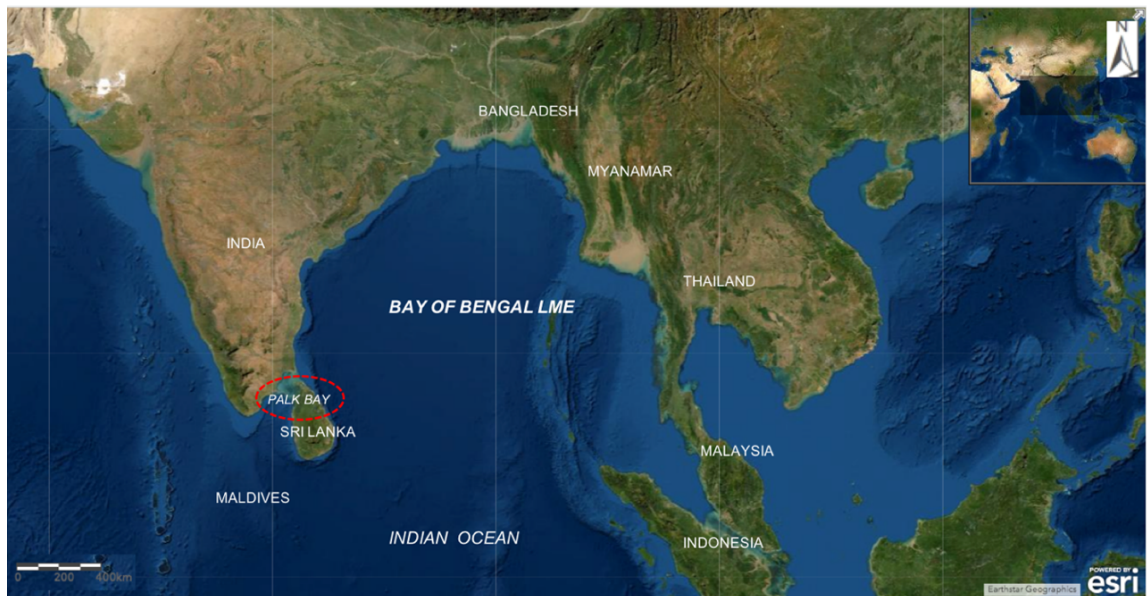 N
BANGLADESH
MYANAMAR
INDIA
THAILAND
BAY OF BENGAL LME
PALK BAY
SRI LANKA
MALAYSIA
MALDIVES
INDIAN OCEAN
INDONESIA
0 200 400km
POWERED BY
esri
Earthstar Geographics